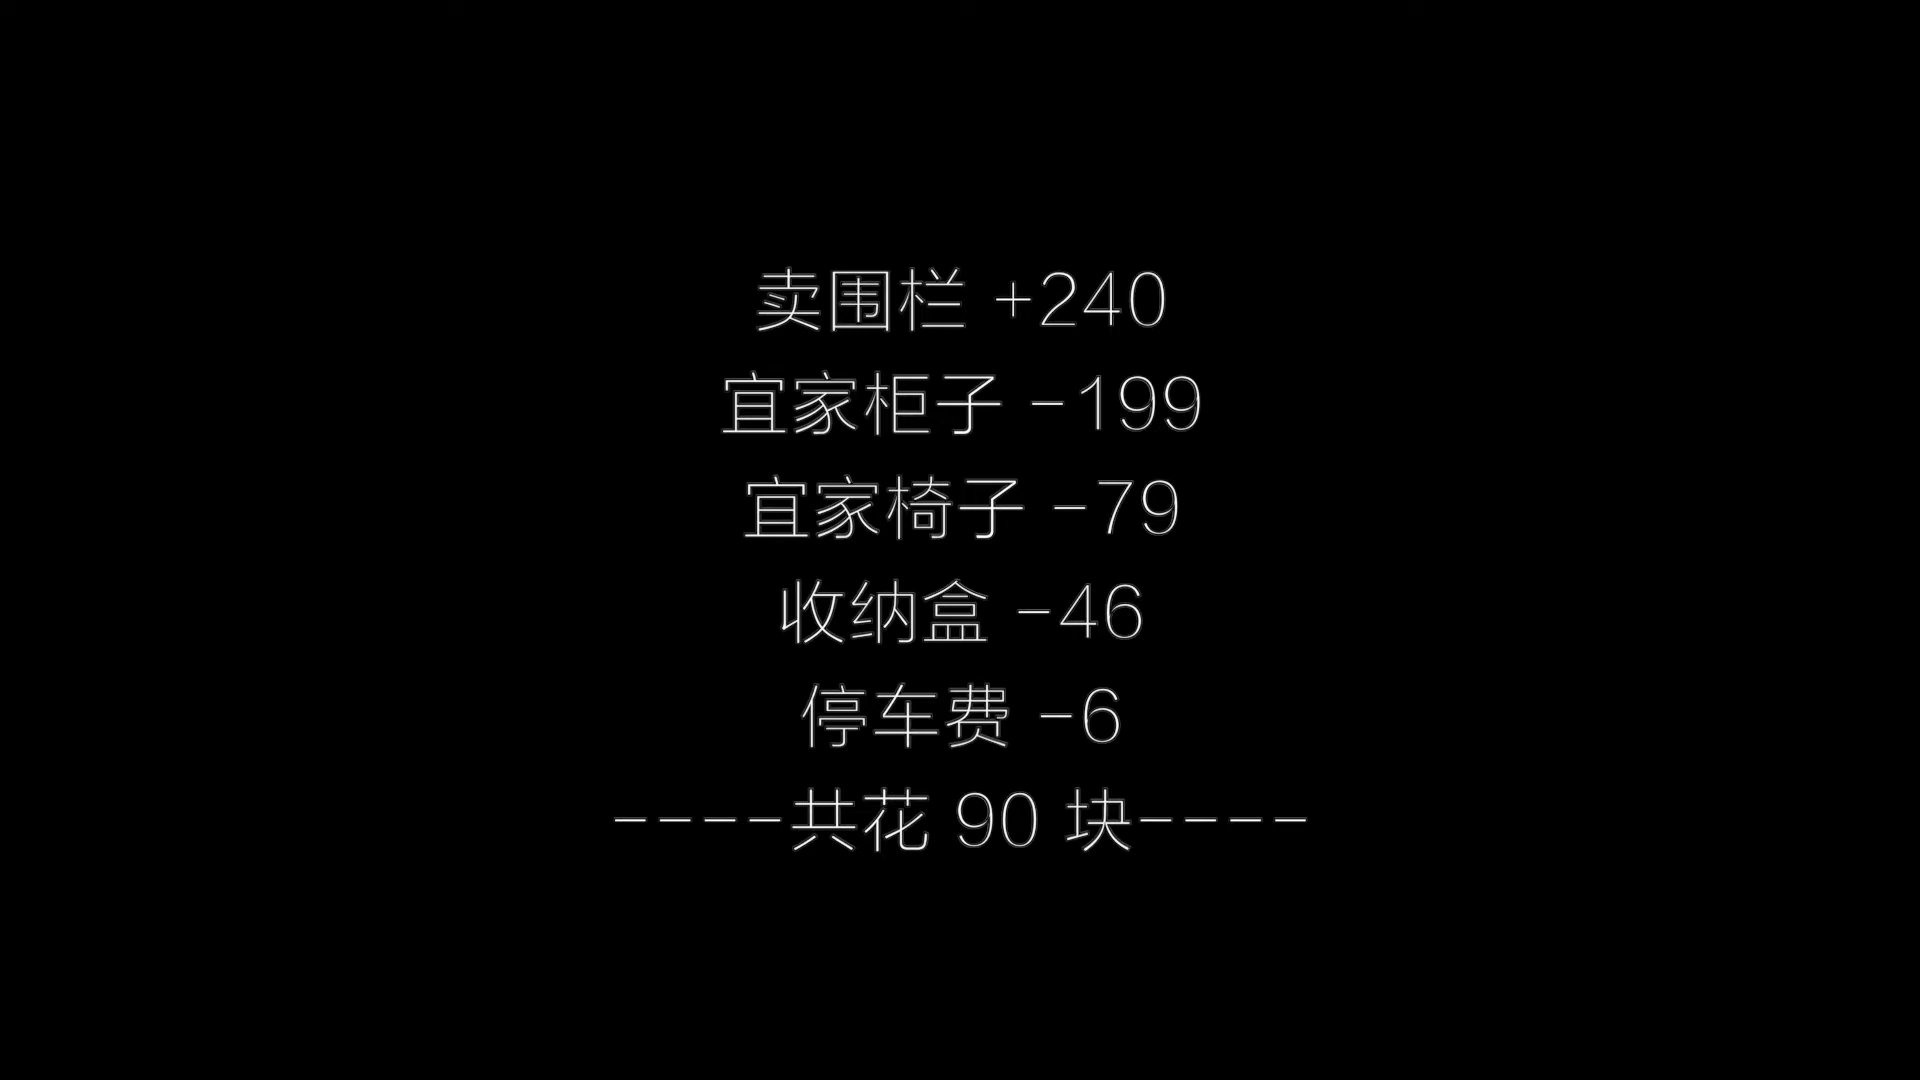 卖围栏 +240
宜家柜子 -199
宜家椅子 -79
收纳盒 -46
停车费 -6
----共花 90 块----